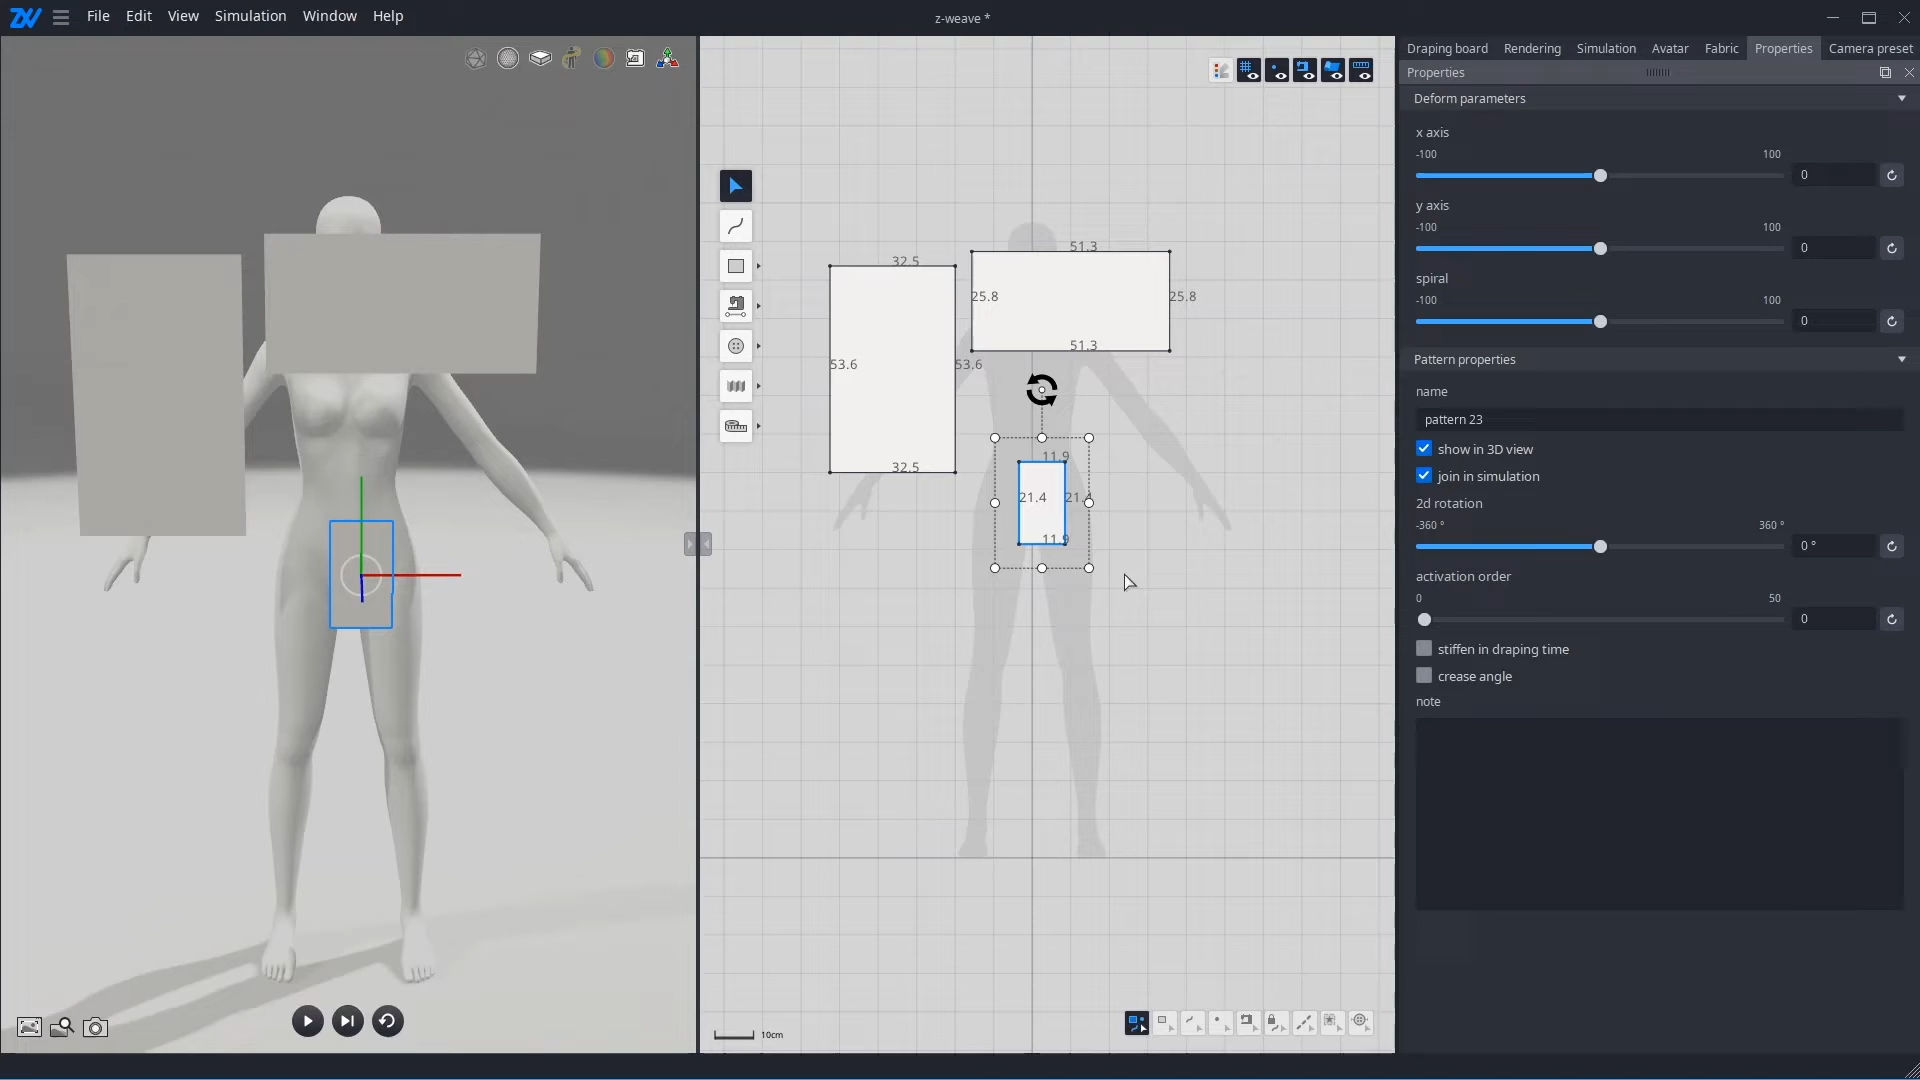 File Edit View Simulation Window Help
z-weave *
Draping board Rendering Simulation Avatar Fabric Properties Camera preset
Properties
Deform parameters
x axis
-100 100
0
y axis
-100 100
0
spiral
-100 100
0
Pattern properties
name
pattern 23
show in 3D view
join in simulation
2d rotation
-360 ° 360 °
0 °
activation order
0 50
0
stiffen in draping time
crease angle
note
32.5
53.6 53.6
32.5
51.3
25.8 25.8
51.3
11.9
21.4 21.4
11.9
10cm